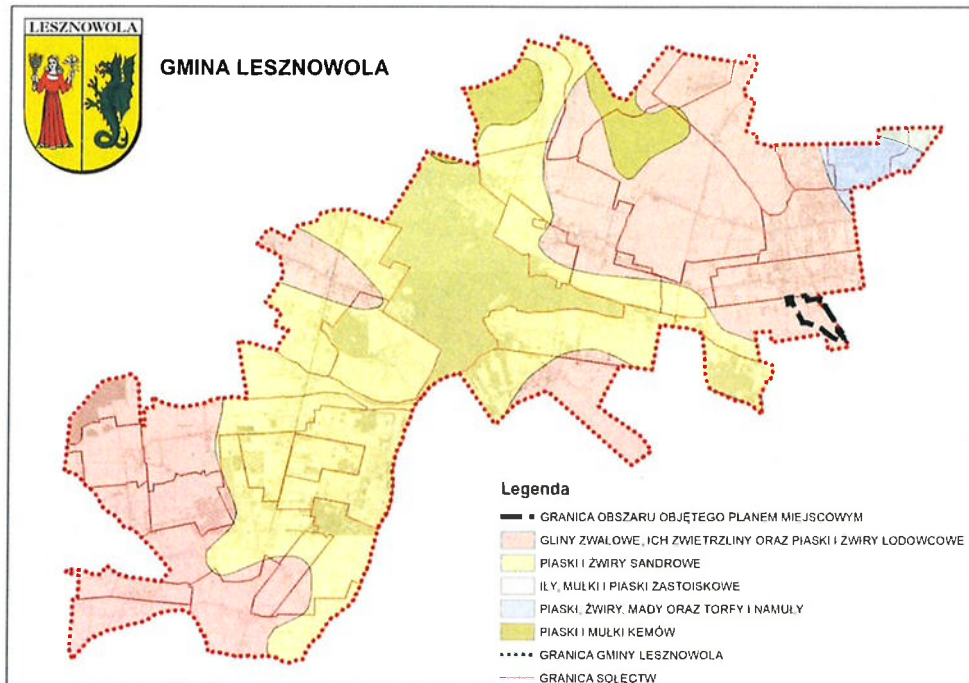 LESZNOWOLA
GMINA LESZNOWOLA
Legenda
GRANICA OBSZARU OBJĘTEGO PLANEM MIEJSCOWYM
GLINY ZWAŁOWE, ICH ZWIETRZLINY ORAZ PIASKI I ŻWIRY LODOWCOWE
PIASKI I ŻWIRY SANDROWE
IŁY, MUŁKI I PIASKI ZASTOISKOWE
PIASKI, ŻWIRY, MADY ORAZ TORFY I NAMUŁY
PIASKI I MUŁKI KEMÓW
GRANICA GMINY LESZNOWOLA
GRANICA SOŁECTW